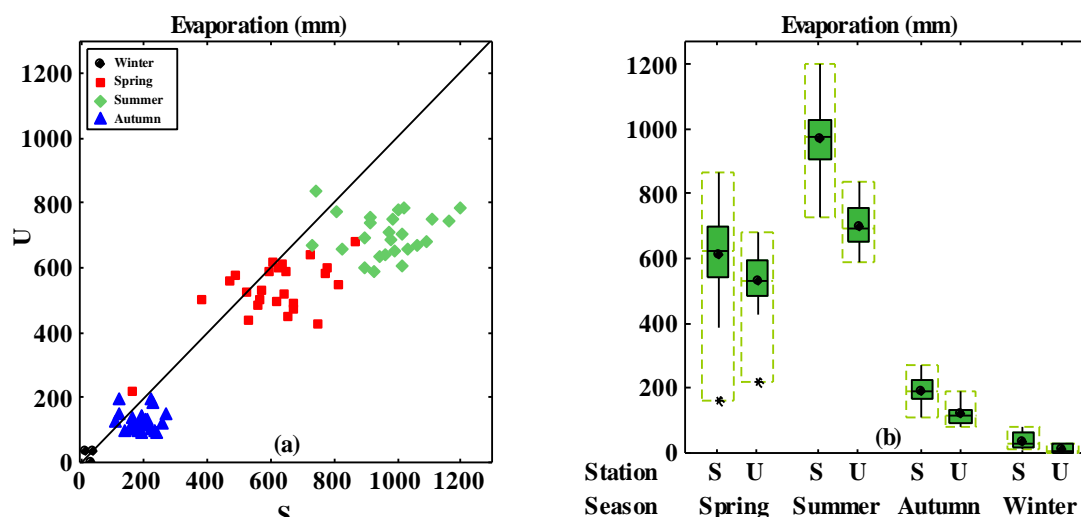 Evaporation (mm)
1200
1000
800
600
400
200
0
U
Winter
Spring
Summer
Autumn
(a)
0 200 400 600 800 1000 1200
S
Evaporation (mm)
1200
1000
800
600
400
200
0
(b)
Station S U S U S U S U
Season Spring Summer Autumn Winter